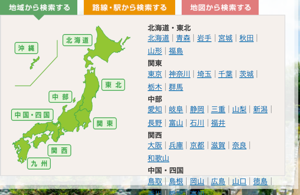 地域から検索する
路線・駅から検索する
地図から検索する
北海道
沖縄
東北
中部
中国・四国
関東
関西
九州
北海道・東北
北海道｜青森｜岩手｜宮城｜秋田｜
山形｜福島
関東
東京｜神奈川｜埼玉｜千葉｜茨城｜
栃木｜群馬
中部
愛知｜岐阜｜静岡｜三重｜山梨｜新潟｜
長野｜富山｜石川｜福井
関西
大阪｜兵庫｜京都｜滋賀｜奈良｜
和歌山
中国・四国
鳥取｜島根｜岡山｜広島｜山口｜徳島｜